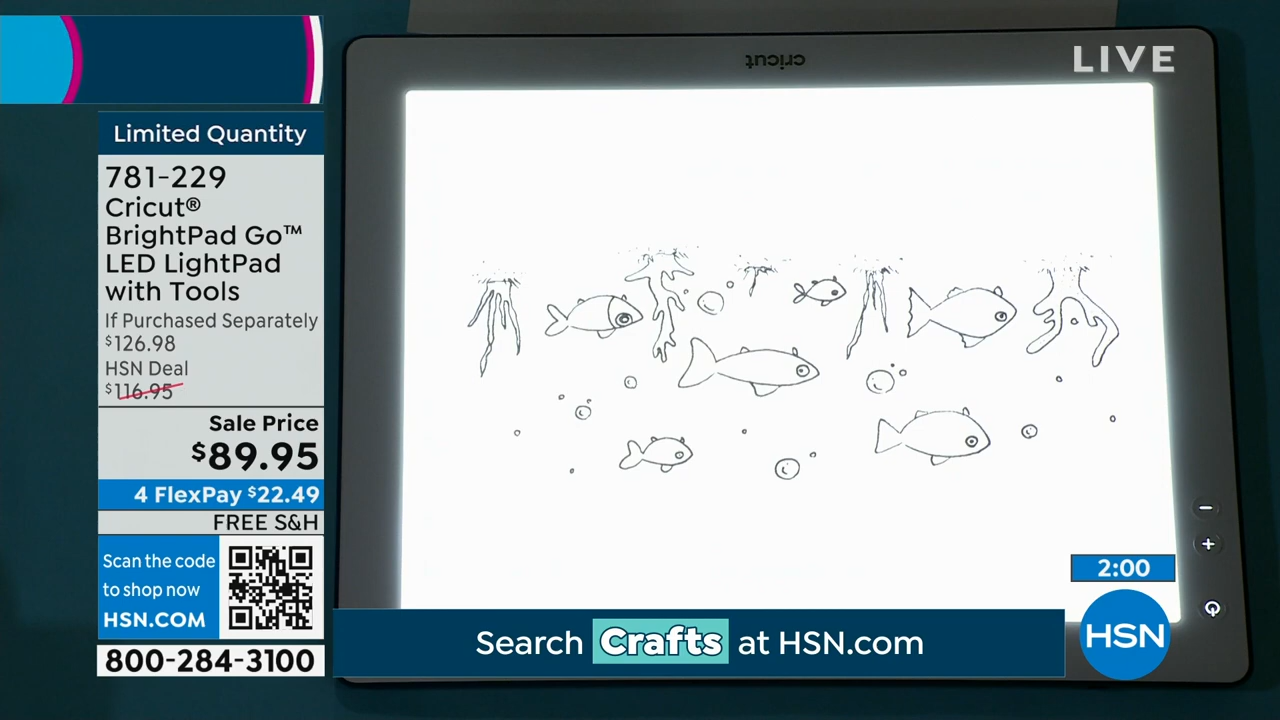 cricut
LIVE
Limited Quantity
781-229
Cricut®
BrightPad Go™
LED LightPad
with Tools
If Purchased Separately
$126.98
HSN Deal
$116.95
Sale Price
$89.95
4 FlexPay $22.49
FREE S&H
Scan the code
to shop now
HSN.COM
800-284-3100
2:00
Search Crafts at HSN.com
HSN